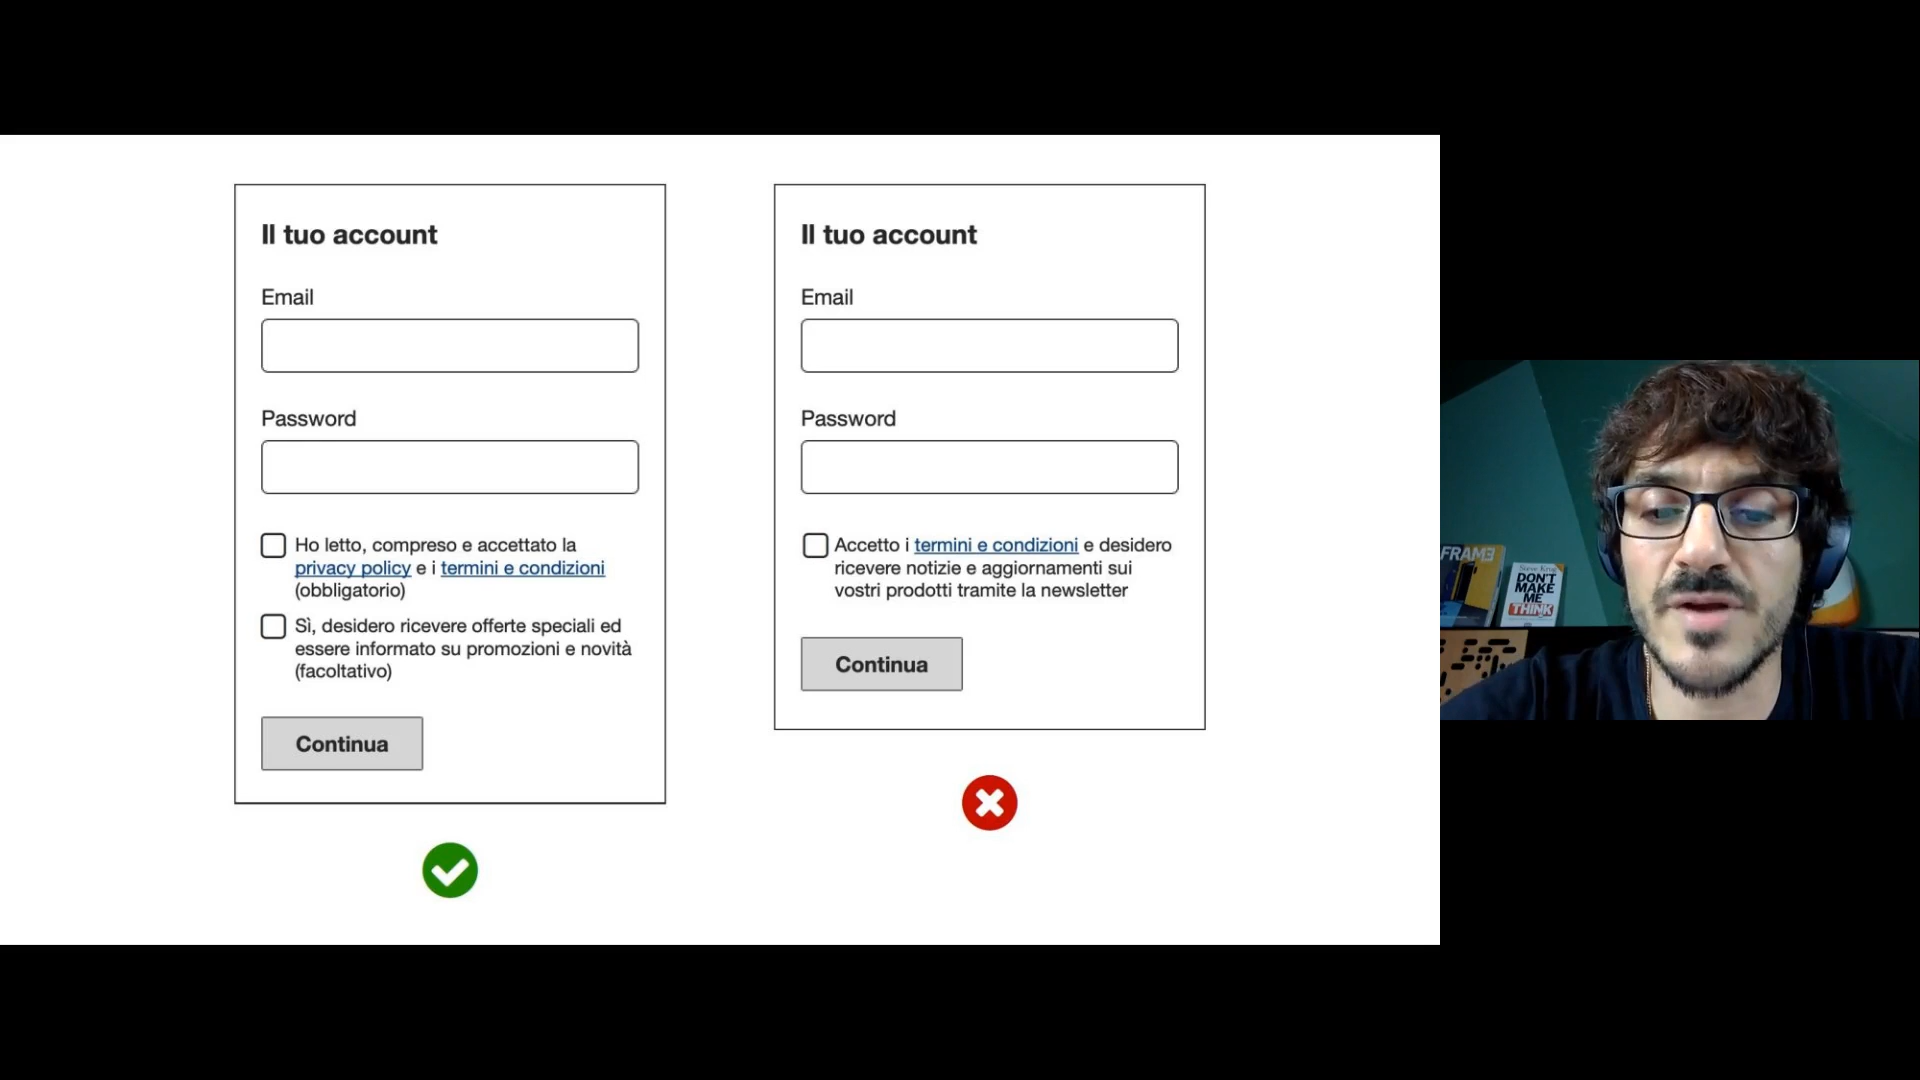 Il tuo account
Email
Password
Ho letto, compreso e accettato la
privacy policy e i termini e condizioni
(obbligatorio)
Sì, desidero ricevere offerte speciali ed
essere informato su promozioni e novità
(facoltativo)
Continua
Il tuo account
Email
Password
Accetto i termini e condizioni e desidero
ricevere notizie e aggiornamenti sui
vostri prodotti tramite la newsletter
Continua
FRAME
Steve Krug
DON'T
MAKE
ME
THINK